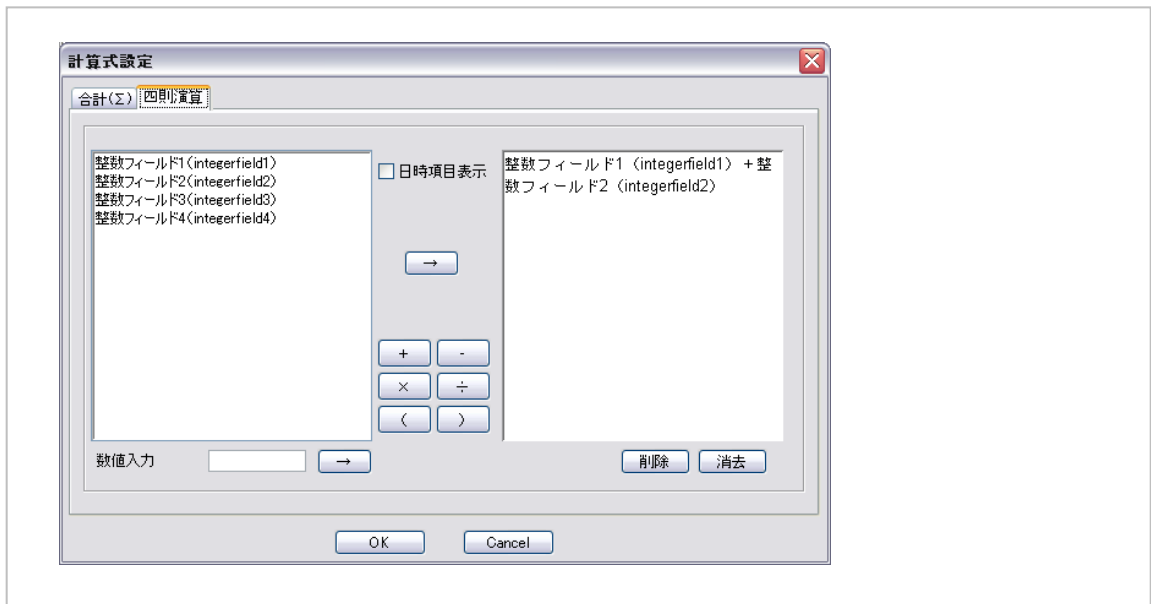 計算式設定
合計(Σ) 四則演算
整数フィールド1(integerfield1)
整数フィールド2(integerfield2)
整数フィールド3(integerfield3)
整数フィールド4(integerfield4)
日時項目表示
→
+ -
× ÷
( )
整数フィールド1 (integerfield1) +整
数フィールド2 (integerfield2)
数値入力 →
削除 消去
OK Cancel